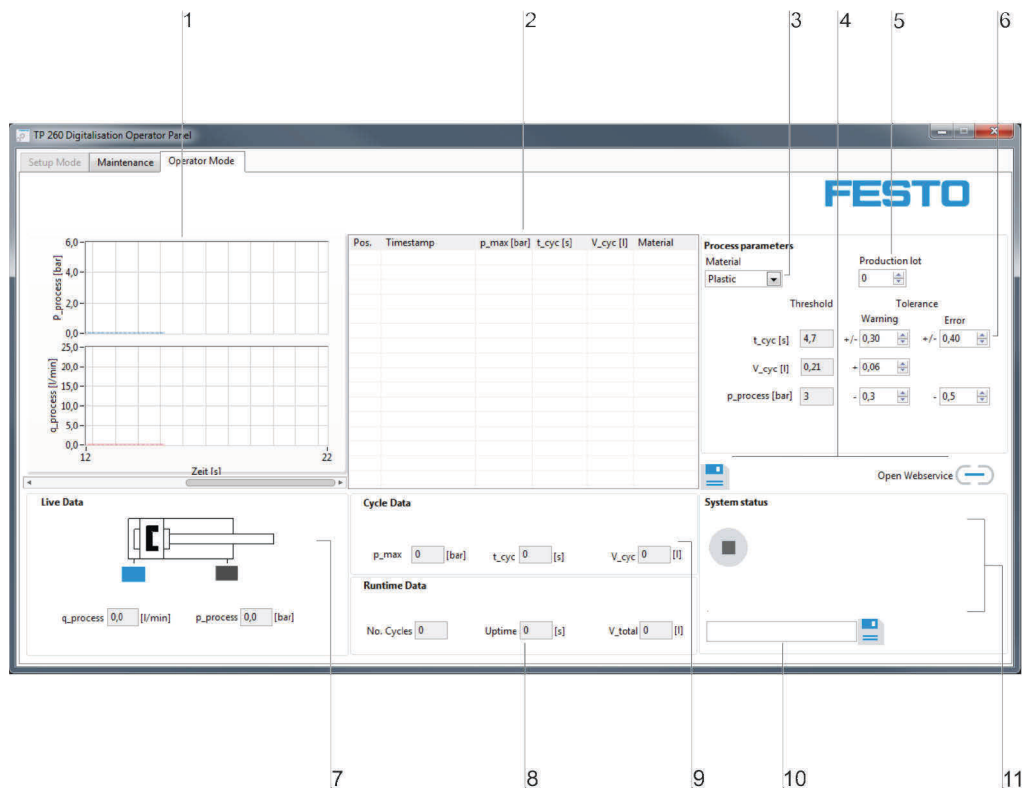 1 2 3 4 5 6
TP 260 Digitalisation Operator Panel
Setup Mode Maintenance Operator Mode
FESTO
6,0
4,0
2,0
0,0
p_process [bar]
25,0
20,0
15,0
10,0
5,0
0,0
q_process [l/min]
12 22
Zeit [s]
Pos. Timestamp p_max [bar] t_cyc [s] V_cyc [l] Material
Process parameters
Material Production lot
Plastic 0
Threshold Tolerance
Warning Error
t_cyc [s] 4,7 +/- 0,30 +/- 0,40
V_cyc [l] 0,21 + 0,06
p_process [bar] 3 - 0,3 - 0,5
Open Webservice
Live Data
q_process 0,0 [l/min] p_process 0,0 [bar]
Cycle Data
p_max 0 [bar] t_cyc 0 [s] V_cyc 0 [l]
Runtime Data
No. Cycles 0 Uptime 0 [s] V_total 0 [l]
System status
.
7 8 9 10 11